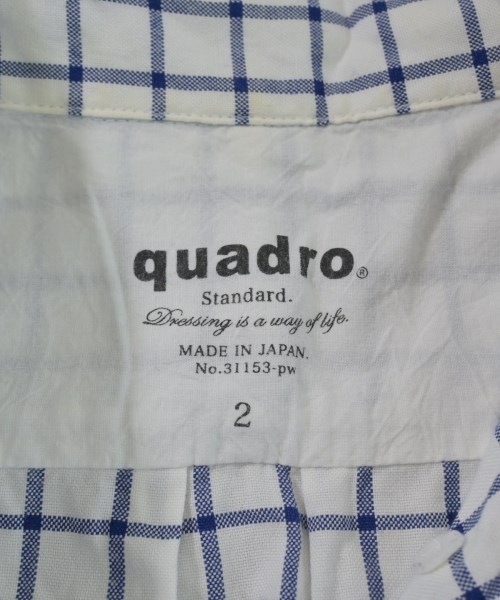 quadro®
Standard.
Dressing is a way of life.
MADE IN JAPAN.
No.31153-pw
2